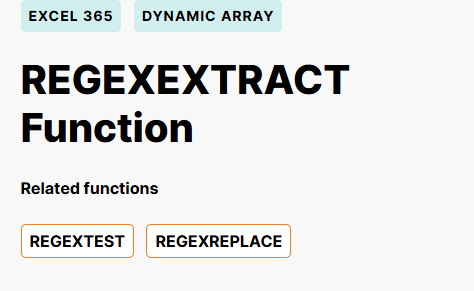 EXCEL 365 DYNAMIC ARRAY
REGEXEXTRACT
Function
Related functions
REGEXTEST REGEXREPLACE